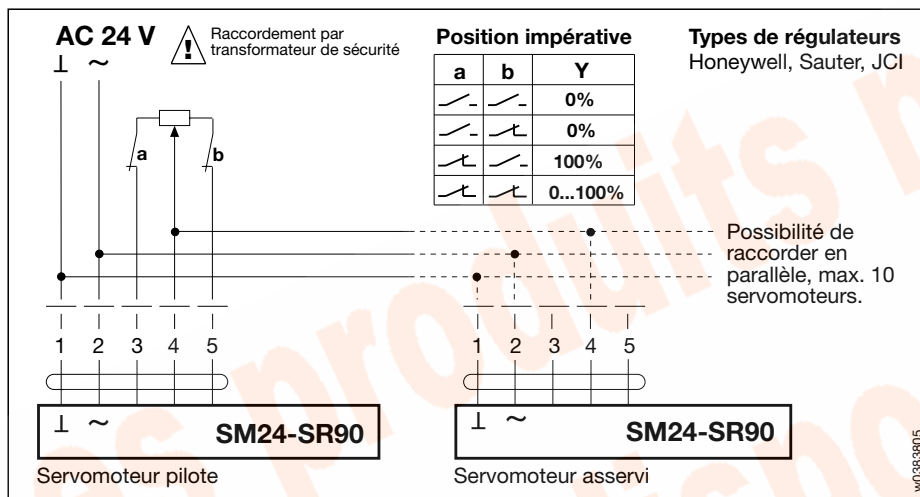 AC 24 V
Raccordement par
transformateur de sécurité
⊥ ~
a
b
Position impérative
a b Y
0%
0%
100%
0...100%
Types de régulateurs
Honeywell, Sauter, JCI
Possibilité de
raccorder en
parallèle, max. 10
servomoteurs.
1 2 3 4 5
1 2 3 4 5
⊥ ~
SM24-SR90
⊥ ~
SM24-SR90
Servomoteur pilote
Servomoteur asservi
w0383805